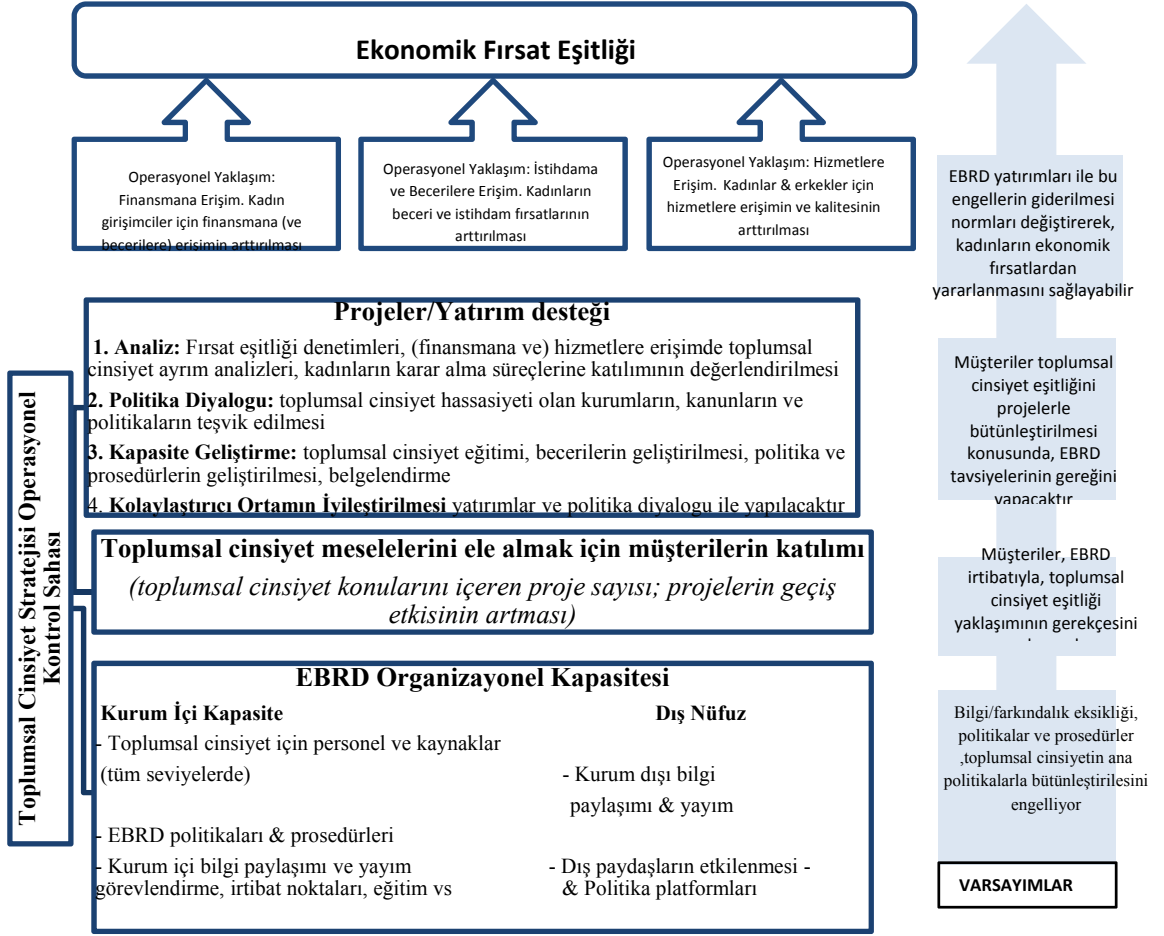 Ekonomik Fırsat Eşitliği
Operasyonel Yaklaşım:
Finansmana Erişim. Kadın
girişimciler için finansmana (ve
becerilere) erişimin arttırılması
Operasyonel Yaklaşım: İstihdama
ve Becerilere Erişim. Kadınların
beceri ve istihdam fırsatlarının
arttırılması
Operasyonel Yaklaşım: Hizmetlere
Erişim. Kadınlar & erkekler için
hizmetlere erişimin ve kalitesinin
arttırılması
Toplumsal Cinsiyet Stratejisi Operasyonel
Kontrol Sahası
Projeler/Yatırım desteği
1. Analiz: Fırsat eşitliği denetimleri, (finansmana ve) hizmetlere erişimde toplumsal
cinsiyet ayrım analizleri, kadınların karar alma süreçlerine katılımının değerlendirilmesi
2. Politika Diyalogu: toplumsal cinsiyet hassasiyeti olan kurumların, kanunların ve
politikaların teşvik edilmesi
3. Kapasite Geliştirme: toplumsal cinsiyet eğitimi, becerilerin geliştirilmesi, politika ve
prosedürlerin geliştirilmesi, belgelendirme
4. Kolaylaştırıcı Ortamın İyileştirilmesi yatırımlar ve politika diyalogu ile yapılacaktır
Toplumsal cinsiyet meselelerini ele almak için müşterilerin katılımı
(toplumsal cinsiyet konularını içeren proje sayısı; projelerin geçiş
etkisinin artması)
EBRD Organizayonel Kapasitesi
Kurum İçi Kapasite
- Toplumsal cinsiyet için personel ve kaynaklar
(tüm seviyelerde)
- EBRD politikaları & prosedürleri
- Kurum içi bilgi paylaşımı ve yayım
görevlendirme, irtibat noktaları, eğitim vs
Dış Nüfuz
- Kurum dışı bilgi
paylaşımı & yayım
- Dış paydaşların etkilenmesi -
& Politika platformları
EBRD yatırımları ile bu
engellerin giderilmesi
normları değiştirerek,
kadınların ekonomik
fırsatlardan
yararlanmasını sağlayabilir
Müşteriler toplumsal
cinsiyet eşitliğini
projelerle
bütünleştirilmesi
konusunda, EBRD
tavsiyelerinin gereğini
yapacaktır
Müşteriler, EBRD
irtibatıyla, toplumsal
cinsiyet eşitliği
yaklaşımının gerekçesini
Bilgi/farkındalık eksikliği,
politikalar ve prosedürler
,toplumsal cinsiyetin ana
politikalarla bütünleştirilesini
engelliyor
VARSAYIMLAR